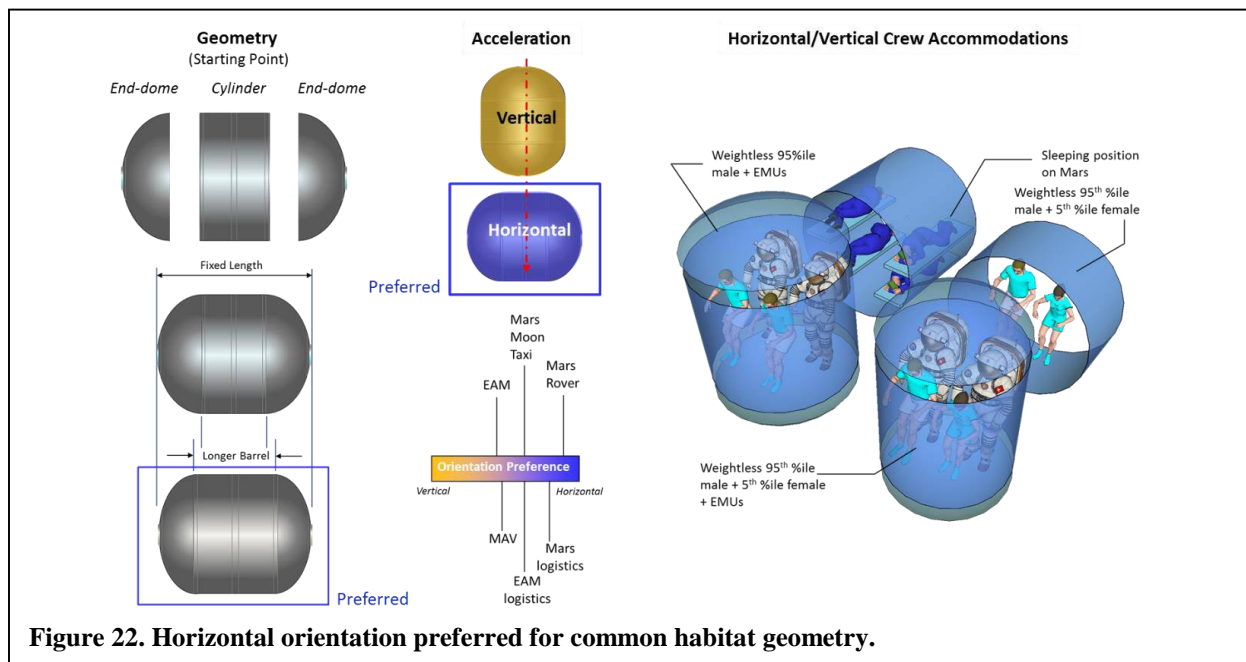 Geometry
(Starting Point)
End-dome
Cylinder
End-dome
Fixed Length
Longer Barrel
Preferred
Acceleration
Vertical
Horizontal
Preferred
Mars
Moon
Taxi
EAM
Mars
Rover
Orientation Preference
Vertical
Horizontal
MAV
EAM
logistics
Mars
logistics
Horizontal/Vertical Crew Accommodations
Weightless 95%ile
male + EMUs
Sleeping position
on Mars
Weightless 95th %ile
male + 5th %ile female
Weightless 95th %ile
male + 5th %ile female
+ EMUs
Figure 22. Horizontal orientation preferred for common habitat geometry.